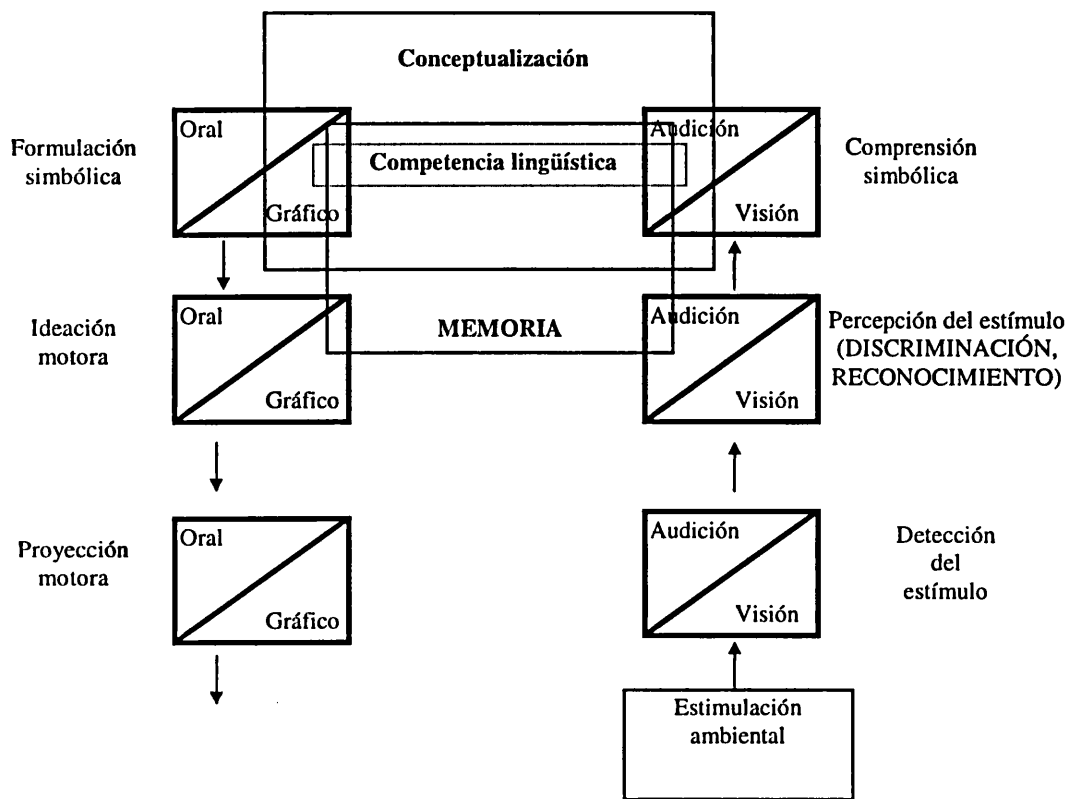 Conceptualización
Formulación
simbólica
Oral
Gráfico
Competencia lingüística
Audición
Visión
Comprensión
simbólica
Ideación
motora
Oral
Gráfico
MEMORIA
Audición
Visión
Percepción del estímulo
(DISCRIMINACIÓN,
RECONOCIMIENTO)
Proyección
motora
Oral
Gráfico
Audición
Visión
Detección
del
estímulo
Estimulación
ambiental